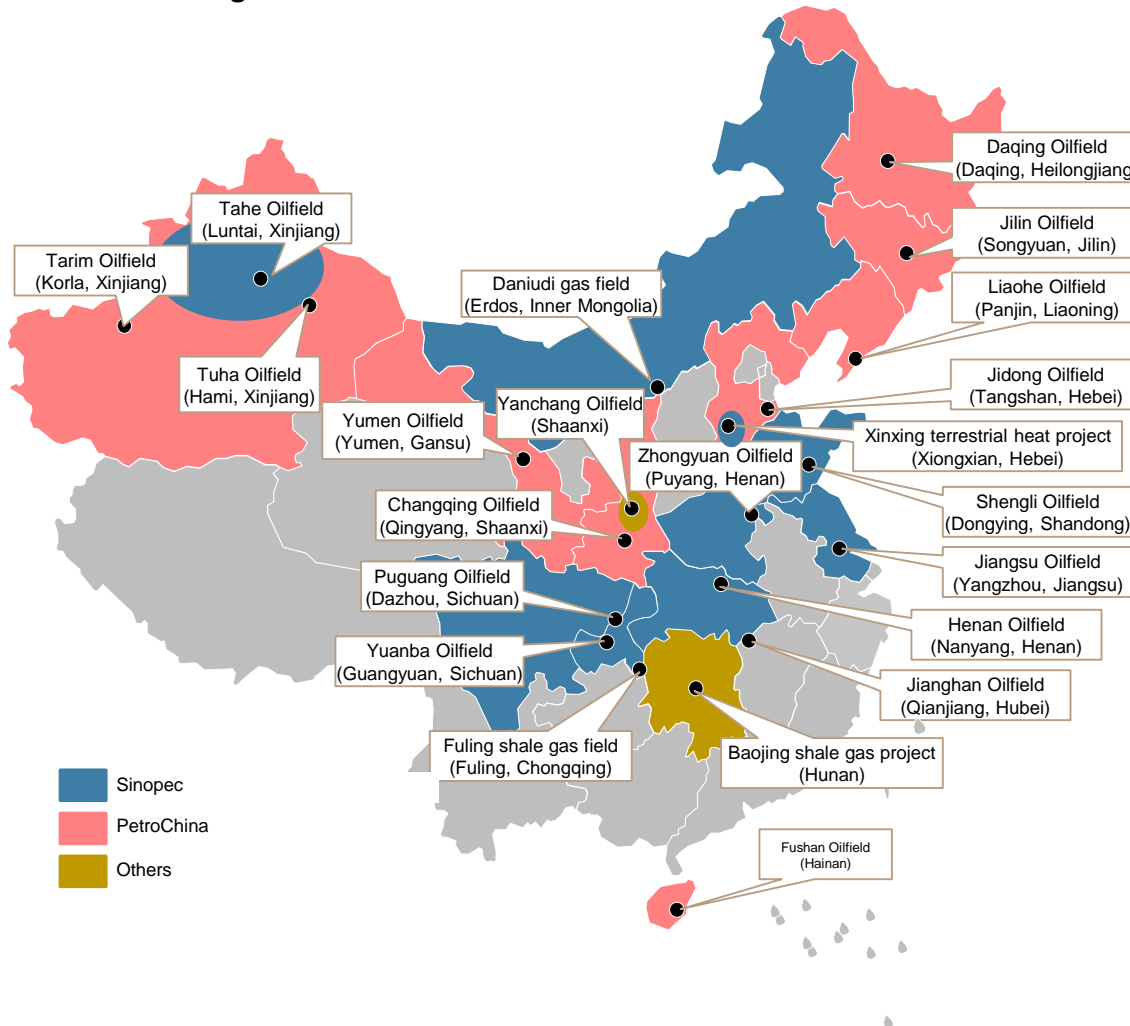 Daqing Oilfield
(Daqing, Heilongjiang
Tahe Oilfield
(Luntai, Xinjiang)
Jilin Oilfield
(Songyuan, Jilin)
Tarim Oilfield
(Korla, Xinjiang)
Daniudi gas field
(Erdos, Inner Mongolia)
Liaohe Oilfield
(Panjin, Liaoning)
Tuha Oilfield
(Hami, Xinjiang)
Jidong Oilfield
(Tangshan, Hebei)
Yanchang Oilfield
(Shaanxi)
Yumen Oilfield
(Yumen, Gansu)
Xinxing terrestrial heat project
(Xiongxian, Hebei)
Zhongyuan Oilfield
(Puyang, Henan)
Changqing Oilfield
(Qingyang, Shaanxi)
Shengli Oilfield
(Dongying, Shandong)
Jiangsu Oilfield
(Yangzhou, Jiangsu)
Puguang Oilfield
(Dazhou, Sichuan)
Henan Oilfield
(Nanyang, Henan)
Yuanba Oilfield
(Guangyuan, Sichuan)
Jianghan Oilfield
(Qianjiang, Hubei)
Fuling shale gas field
(Fuling, Chongqing)
Baojing shale gas project
(Hunan)
Sinopec
PetroChina
Others
Fushan Oilfield
(Hainan)